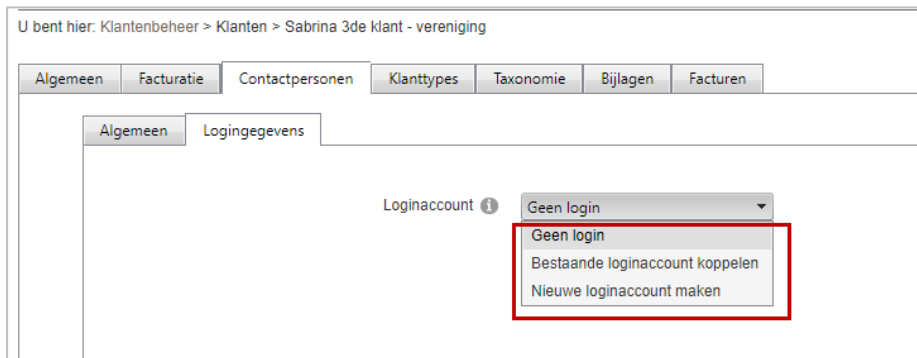 U bent hier: Klantenbeheer > Klanten > Sabrina 3de klant - vereniging
Algemeen Facturatie Contactpersonen Klanttypes Taxonomie Bijlagen Facturen
Algemeen Logingegevens
Loginaccount Geen login
Geen login
Bestaande loginaccount koppelen
Nieuwe loginaccount maken